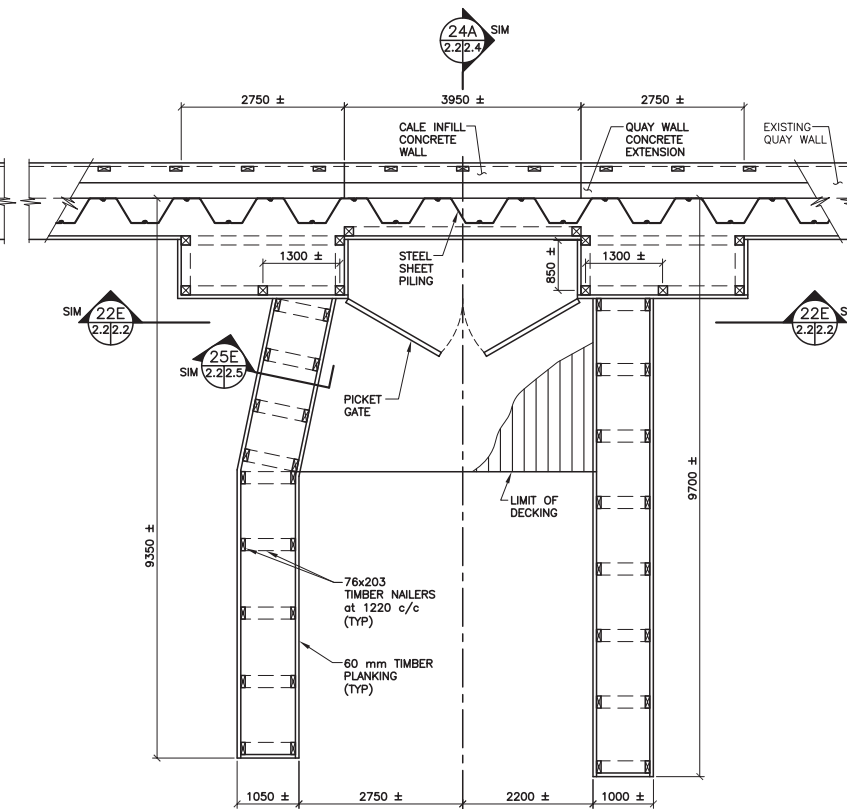 24A
SIM
2.2 2.4
2750 ±
3950 ±
2750 ±
CALE INFILL
CONCRETE
WALL
QUAY WALL
CONCRETE
EXTENSION
EXISTING
QUAY WALL
1300 ±
STEEL
SHEET
PILING
850 ±
1300 ±
SIM
22E
2.2 2.2
25E
SIM
2.2 2.5
22E
2.2 2.2
PICKET
GATE
LIMIT OF
DECKING
9350 ±
9700 ±
76x203
TIMBER NAILERS
at 1220 c/c
(TYP)
60 mm TIMBER
PLANKING
(TYP)
1050 ±
2750 ±
2200 ±
1000 ±